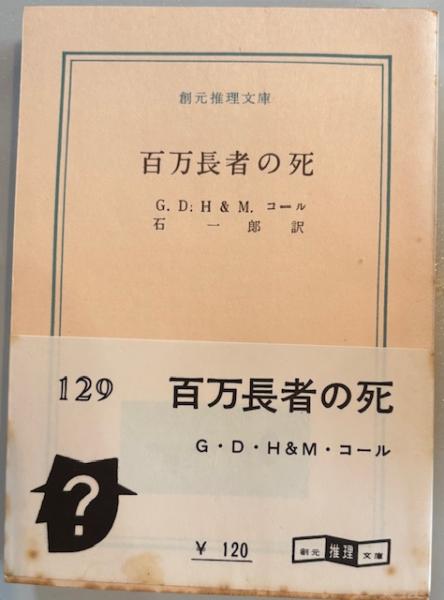 創元推理文庫
百万長者の死
G. D: H & M. コール
石一郎訳
129
百万長者の死
G・D・H&M・コール
?
¥ 120
創元 推理 文庫